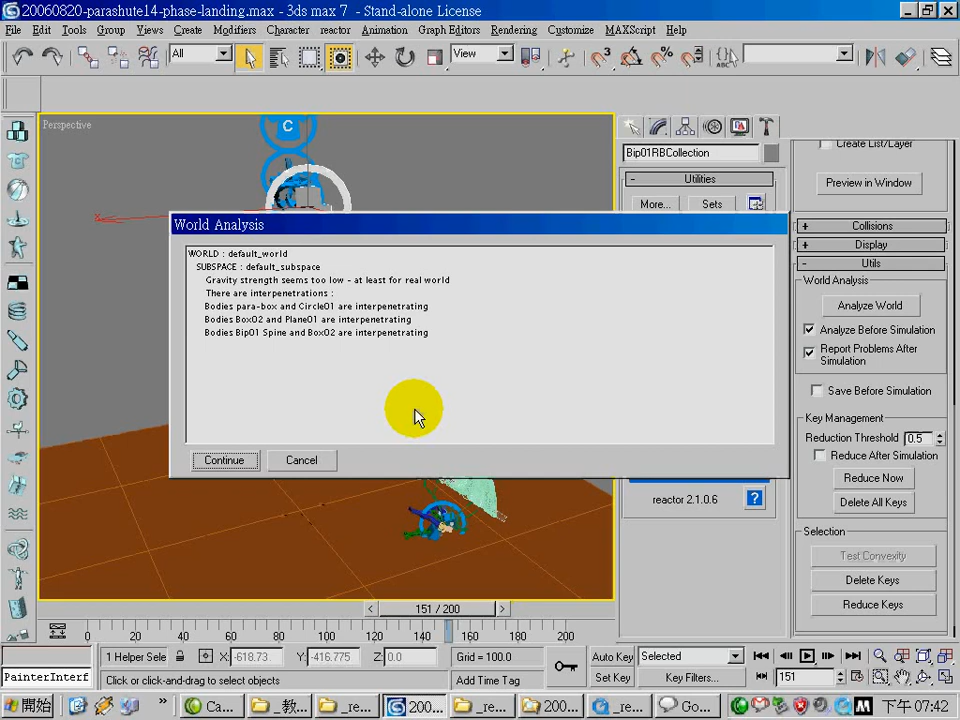 20060820-parashute14-phase-landing.max - 3ds max 7 - Stand-alone License
File Edit Tools Group Views Create Modifiers Character reactor Animation Graph Editors Rendering Customize MAXScript Help
All
View
Perspective
C
x
Create List/Layer
Bip01RBCollection
Preview in Window
- Utilities
More... Sets
+ Collisions
+ Display
- Utils
World Analysis
WORLD : default_world
SUBSPACE : default_subspace
Gravity strength seems too low - at least for real world
There are interpenetrations :
Bodies para-box and Circle01 are interpenetrating
Bodies Box02 and Plane01 are interpenetrating
Bodies Bip01 Spine and Box02 are interpenetrating
Continue Cancel
World Analysis
Analyze World
Analyze Before Simulation
Report Problems After
Simulation
Save Before Simulation
Key Management
Reduction Threshold 0.5
Reduce After Simulation
Reduce Now
Delete All Keys
Selection
Test Convexity
Delete Keys
Reduce Keys
reactor 2.1.0.6 ?
< 151 / 200 >
0 20 40 60 80 100 120 140 160 180 200
1 Helper Sele X: -618.73 Y: -416.775 Z: 0.0 Grid = 100.0 Auto Key Selected
PainterInterf Click or click-and-drag to select objects Add Time Tag Set Key Key Filters... 151
開始 » Ca... _教... _re... 200... _re... 200... _re... Go... 下午 07:42